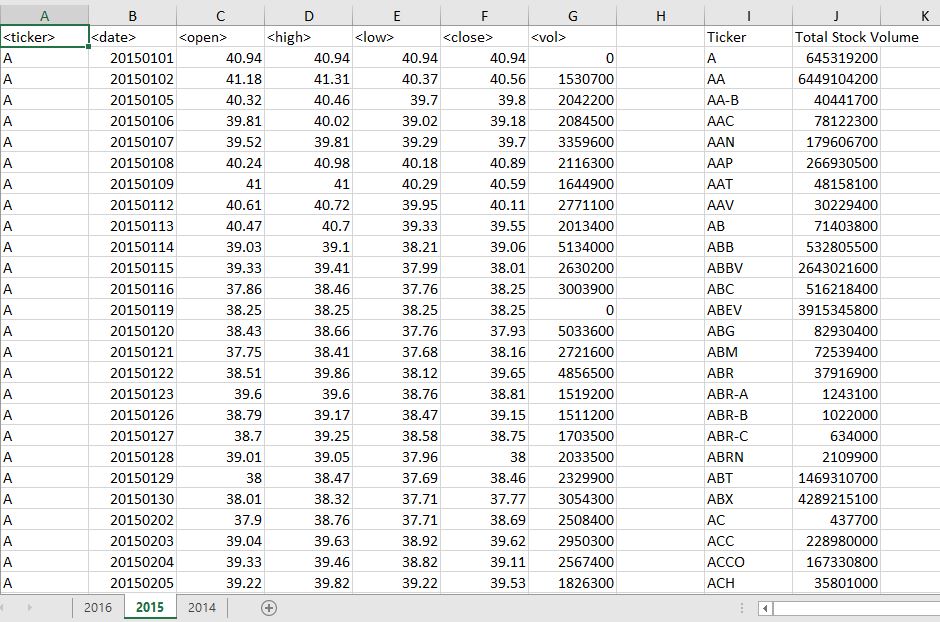 A B C D E F G H I J K
<ticker> <date> <open> <high> <low> <close> <vol> Ticker Total Stock Volume
A 20150101 40.94 40.94 40.94 40.94 0 A 645319200
A 20150102 41.18 41.31 40.37 40.56 1530700 AA 6449104200
A 20150105 40.32 40.46 39.7 39.8 2042200 AA-B 40441700
A 20150106 39.81 40.02 39.02 39.18 2084500 AAC 78122300
A 20150107 39.52 39.81 39.29 39.7 3359600 AAN 179606700
A 20150108 40.24 40.98 40.18 40.89 2116300 AAP 266930500
A 20150109 41 41 40.29 40.59 1644900 AAT 48158100
A 20150112 40.61 40.72 39.95 40.11 2771100 AAV 30229400
A 20150113 40.47 40.7 39.33 39.55 2013400 AB 71403800
A 20150114 39.03 39.1 38.21 39.06 5134000 ABB 532805500
A 20150115 39.33 39.41 37.99 38.01 2630200 ABBV 2643021600
A 20150116 37.86 38.46 37.76 38.25 3003900 ABC 516218400
A 20150119 38.25 38.25 38.25 38.25 0 ABEV 3915345800
A 20150120 38.43 38.66 37.76 37.93 5033600 ABG 82930400
A 20150121 37.75 38.41 37.68 38.16 2721600 ABM 72539400
A 20150122 38.51 39.86 38.12 39.65 4856500 ABR 37916900
A 20150123 39.6 39.6 38.76 38.81 1519200 ABR-A 1243100
A 20150126 38.79 39.17 38.47 39.15 1511200 ABR-B 1022000
A 20150127 38.7 39.25 38.58 38.75 1703500 ABR-C 634000
A 20150128 39.01 39.05 37.96 38 2033500 ABRN 2109900
A 20150129 38 38.47 37.69 38.46 2329900 ABT 1469310700
A 20150130 38.01 38.32 37.71 37.77 3054300 ABX 4289215100
A 20150202 37.9 38.76 37.71 38.69 2508400 AC 437700
A 20150203 39.04 39.63 38.92 39.62 2950300 ACC 228980000
A 20150204 39.33 39.46 38.82 39.11 2567400 ACCO 167330800
A 20150205 39.22 39.82 39.22 39.53 1826300 ACH 35801000
2016 2015 2014